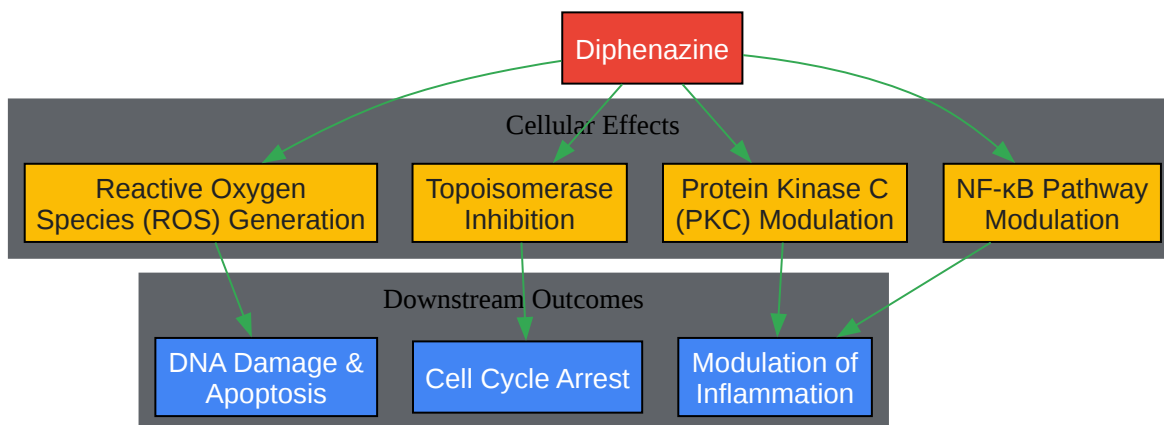 Diphenazine
Cellular Effects
Reactive Oxygen
Species (ROS) Generation
Topoisomerase
Inhibition
Protein Kinase C
(PKC) Modulation
NF-κB Pathway
Modulation
Downstream Outcomes
DNA Damage &
Apoptosis
Cell Cycle Arrest
Modulation of
Inflammation